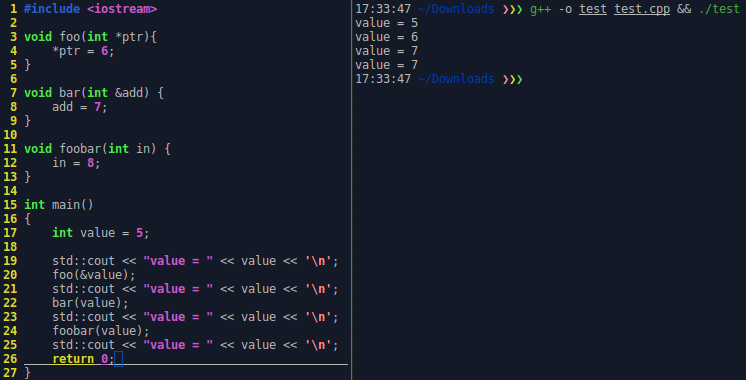 1 #include <iostream>
2
3 void foo(int *ptr){
4     *ptr = 6;
5 }
6
7 void bar(int &add) {
8     add = 7;
9 }
10
11 void foobar(int in) {
12     in = 8;
13 }
14
15 int main()
16 {
17     int value = 5;
18
19     std::cout << "value = " << value << '\n';
20     foo(&value);
21     std::cout << "value = " << value << '\n';
22     bar(value);
23     std::cout << "value = " << value << '\n';
24     foobar(value);
25     std::cout << "value = " << value << '\n';
26     return 0;
27 }
17:33:47 ~/Downloads ❯❯❯ g++ -o test test.cpp && ./test
value = 5
value = 6
value = 7
value = 7
17:33:47 ~/Downloads ❯❯❯